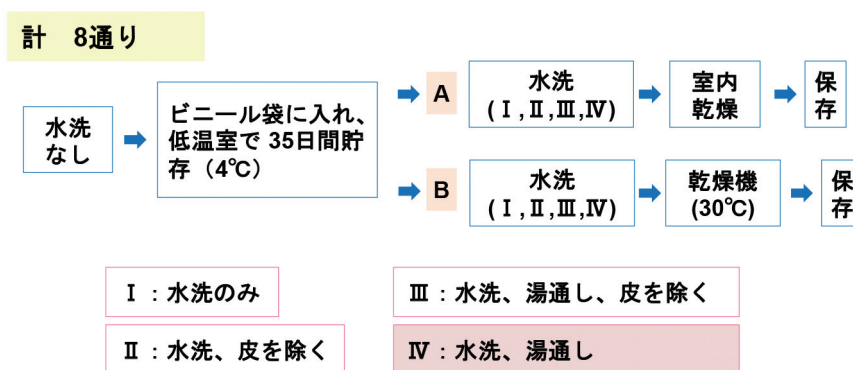 計　8通り
水洗
なし
ビニール袋に入れ、
低温室で 35日間貯
存（4℃）
A
水洗
(Ⅰ,Ⅱ,Ⅲ,Ⅳ)
室内
乾燥
保
存
B
水洗
(Ⅰ,Ⅱ,Ⅲ,Ⅳ)
乾燥機
(30℃)
保
存
Ⅰ：水洗のみ
Ⅲ：水洗、湯通し、皮を除く
Ⅱ：水洗、皮を除く
Ⅳ：水洗、湯通し